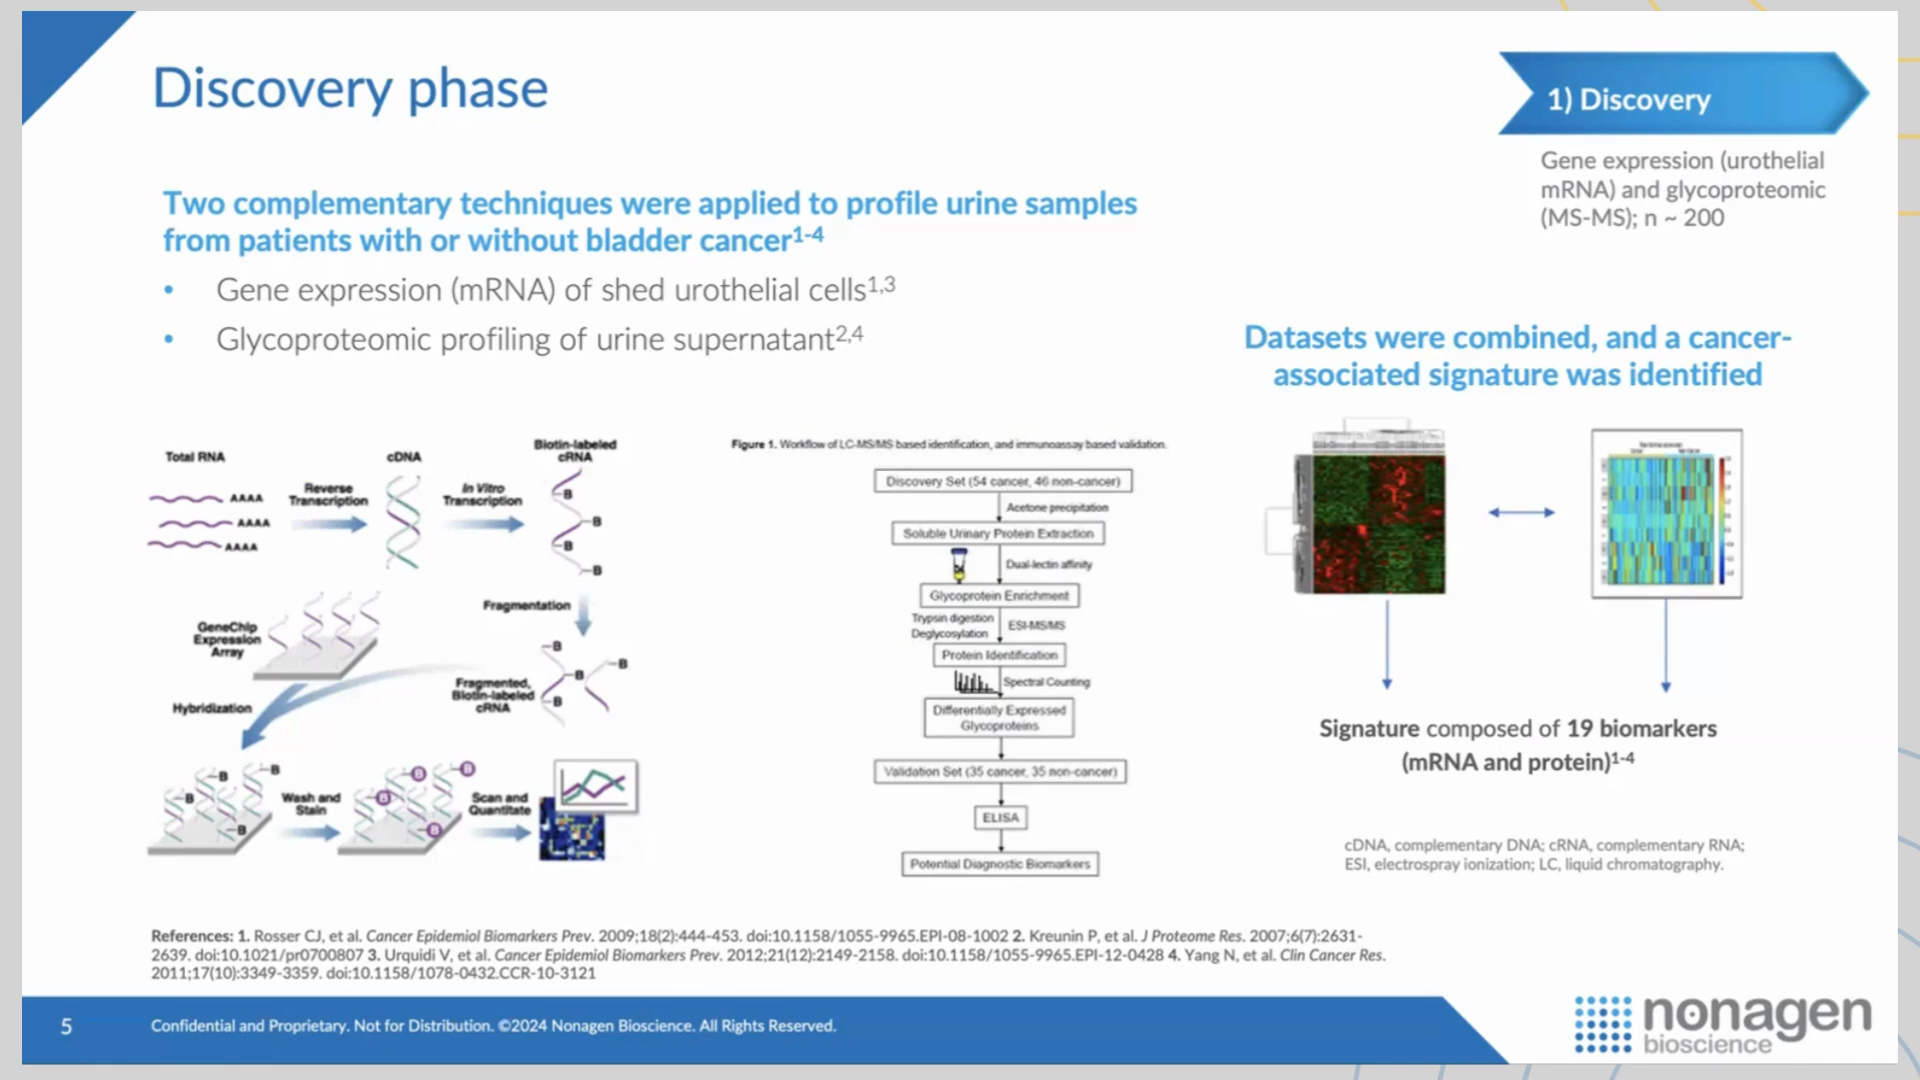 Discovery phase
1) Discovery
Gene expression (urothelial
mRNA) and glycoproteomic
(MS-MS); n ~ 200
Two complementary techniques were applied to profile urine samples
from patients with or without bladder cancer1-4
• Gene expression (mRNA) of shed urothelial cells1,3
• Glycoproteomic profiling of urine supernatant2,4
Total RNA
AAAA
AAAA
AAAA
Reverse
Transcription
cDNA
In Vitro
Transcription
Biotin-labeled
cRNA
B
B
B
B
Fragmentation
B
B
B
B
Fragmented,
Biotin-labeled
cRNA
GeneChip
Expression
Array
Hybridization
B
B
B
B
Wash and
Stain
B
B
B
B
Scan and
Quantitate
Figure 1. Workflow of LC-MS/MS based identification, and immunoassay based validation.
Discovery Set (54 cancer, 46 non-cancer)
Acetone precipitation
Soluble Urinary Protein Extraction
Dual-lectin affinity
Glycoprotein Enrichment
Trypsin digestion
Deglycosylation
ESI-MS/MS
Protein Identification
Spectral Counting
Differentially Expressed
Glycoproteins
Validation Set (35 cancer, 35 non-cancer)
ELISA
Potential Diagnostic Biomarkers
Datasets were combined, and a cancer-
associated signature was identified
Signature composed of 19 biomarkers
(mRNA and protein)1-4
cDNA, complementary DNA; cRNA, complementary RNA;
ESI, electrospray ionization; LC, liquid chromatography.
References: 1. Rosser CJ, et al. Cancer Epidemiol Biomarkers Prev. 2009;18(2):444-453. doi:10.1158/1055-9965.EPI-08-1002 2. Kreunin P, et al. J Proteome Res. 2007;6(7):2631-
2639. doi:10.1021/pr0700807 3. Urquidi V, et al. Cancer Epidemiol Biomarkers Prev. 2012;21(12):2149-2158. doi:10.1158/1055-9965.EPI-12-0428 4. Yang N, et al. Clin Cancer Res.
2011;17(10):3349-3359. doi:10.1158/1078-0432.CCR-10-3121
5
Confidential and Proprietary. Not for Distribution. ©2024 Nonagen Bioscience. All Rights Reserved.
nonagen
bioscience